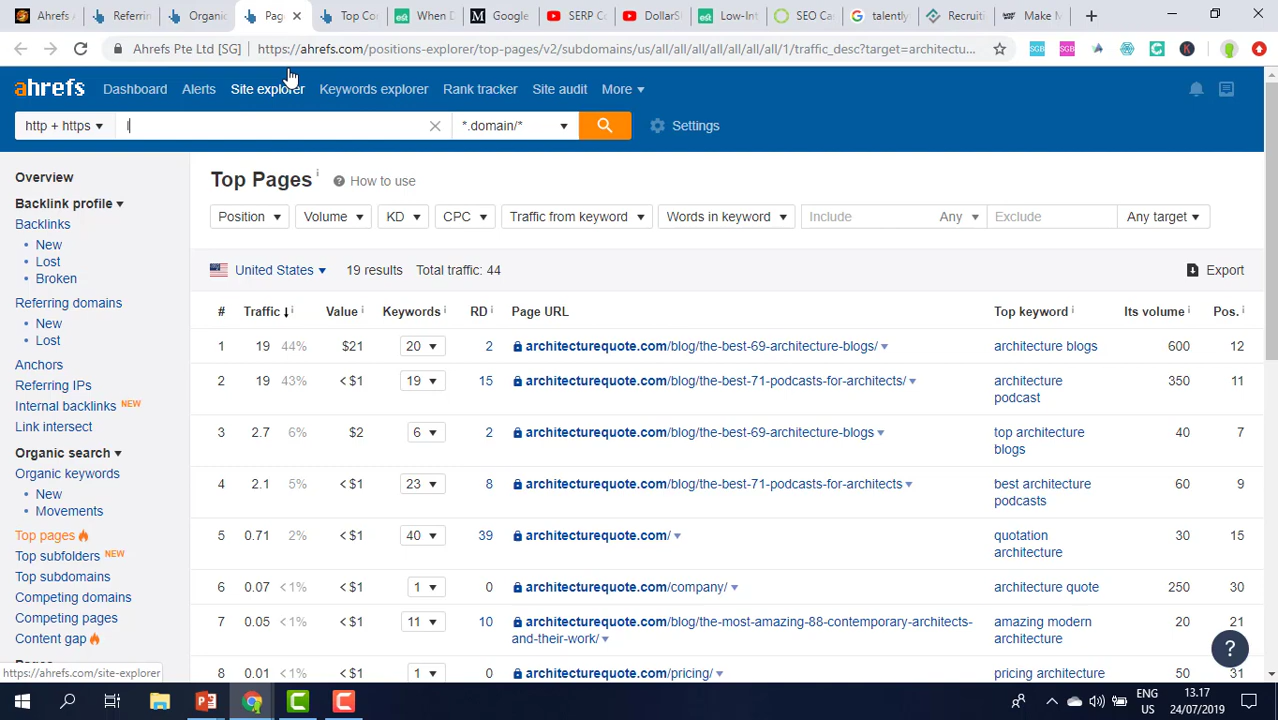 Ahrefs
Referrin
Organic
Page
Top Co
When D
Google
SERP Co
DollarS
Low-Int
SEO Ca
talently
Recruiti
Make M
Ahrefs Pte Ltd [SG]
https://ahrefs.com/positions-explorer/top-pages/v2/subdomains/us/all/all/all/all/all/all/1/traffic_desc?target=architectu...
ahrefs
Dashboard
Alerts
Site explorer
Keywords explorer
Rank tracker
Site audit
More
http + https
*.domain/*
Settings
Overview
Backlink profile
Backlinks
New
Lost
Broken
Referring domains
New
Lost
Anchors
Referring IPs
Internal backlinks NEW
Link intersect
Organic search
Organic keywords
New
Movements
Top pages
Top subfolders NEW
Top subdomains
Competing domains
Competing pages
Content gap
Top Pages
How to use
Position
Volume
KD
CPC
Traffic from keyword
Words in keyword
Include
Any
Exclude
Any target
United States
19 results
Total traffic: 44
Export
# Traffic Value Keywords RD Page URL Top keyword Its volume Pos.
1 19 44% $21 20 2 architecturequote.com/blog/the-best-69-architecture-blogs/ architecture blogs 600 12
2 19 43% < $1 19 15 architecturequote.com/blog/the-best-71-podcasts-for-architects/ architecture 350 11
podcast
3 2.7 6% $2 6 2 architecturequote.com/blog/the-best-69-architecture-blogs top architecture 40 7
blogs
4 2.1 5% < $1 23 8 architecturequote.com/blog/the-best-71-podcasts-for-architects best architecture 60 9
podcasts
5 0.71 2% < $1 40 39 architecturequote.com/ quotation 30 15
architecture
6 0.07 < 1% < $1 1 0 architecturequote.com/company/ architecture quote 250 30
7 0.05 < 1% < $1 11 10 architecturequote.com/blog/the-most-amazing-88-contemporary-architects- amazing modern 20 21
and-their-work/ architecture
8 0.01 < 1% < $1 1 architecturequote.com/pricing/ pricing architecture 50 31
https://ahrefs.com/site-explorer
?
ENG
US
13.17
24/07/2019